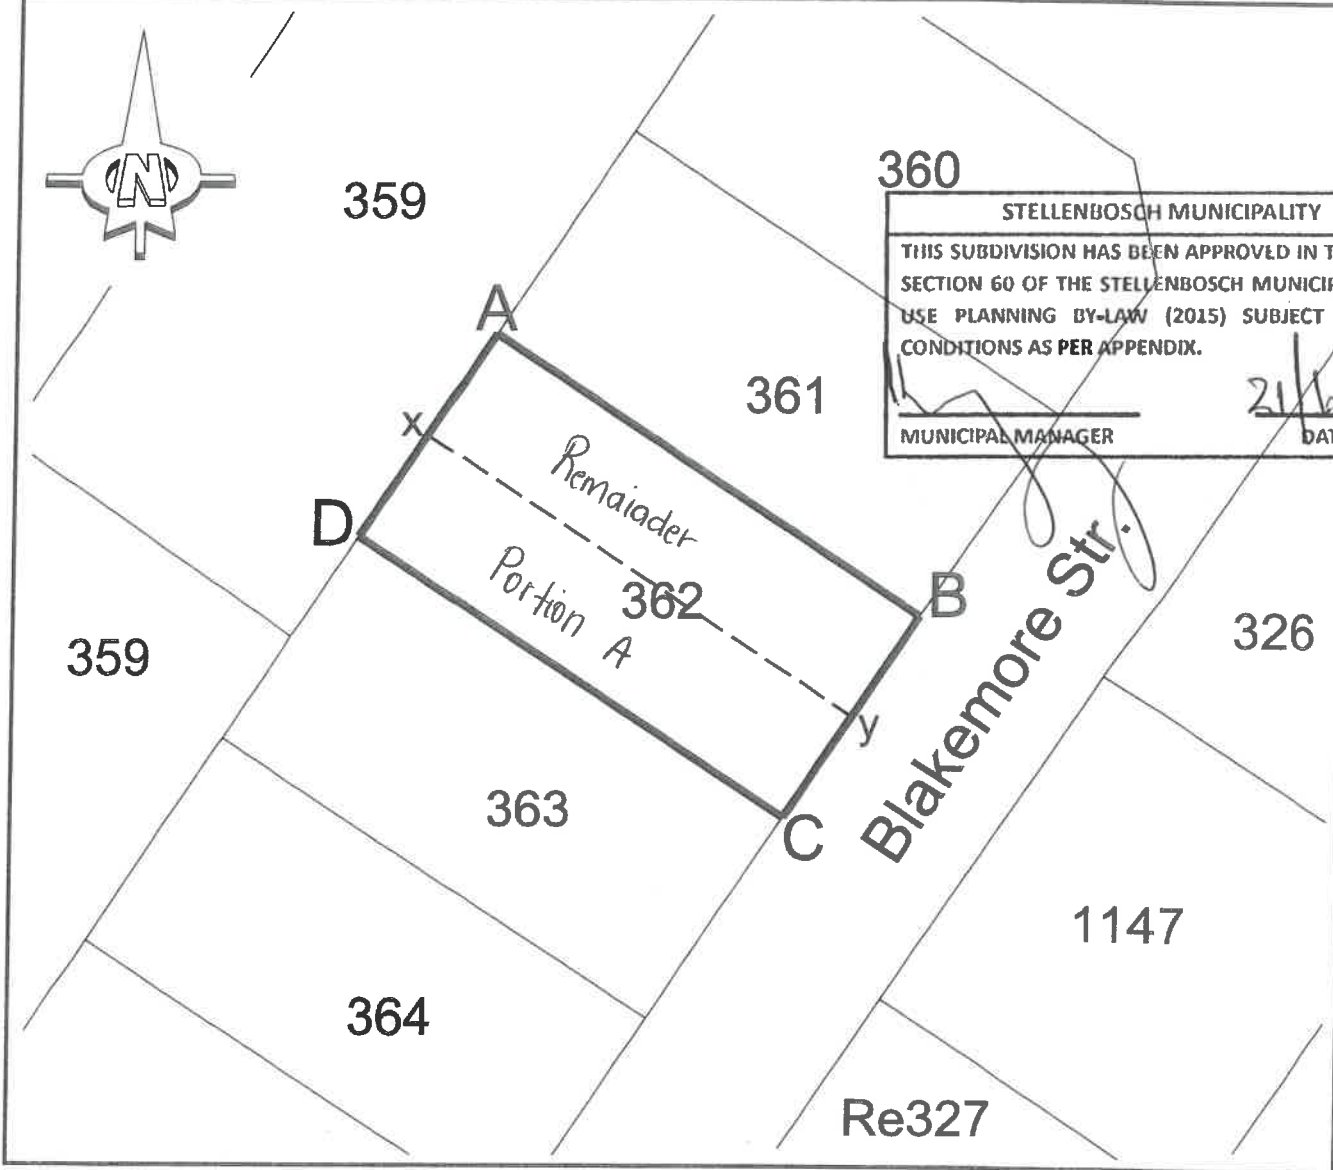 N
359
360
STELLENBOSCH MUNICIPALITY
THIS SUBDIVISION HAS BEEN APPROVED IN
SECTION 60 OF THE STELLENBOSCH
USE PLANNING BY-LAW (2015) SUBJECT
CONDITIONS AS PER APPENDIX.
MUNICIPAL MANAGER
A
361
x
Remaiader
D
Portion A
362
B
Blakemore Str.
326
359
y
363
C
1147
364
Re327